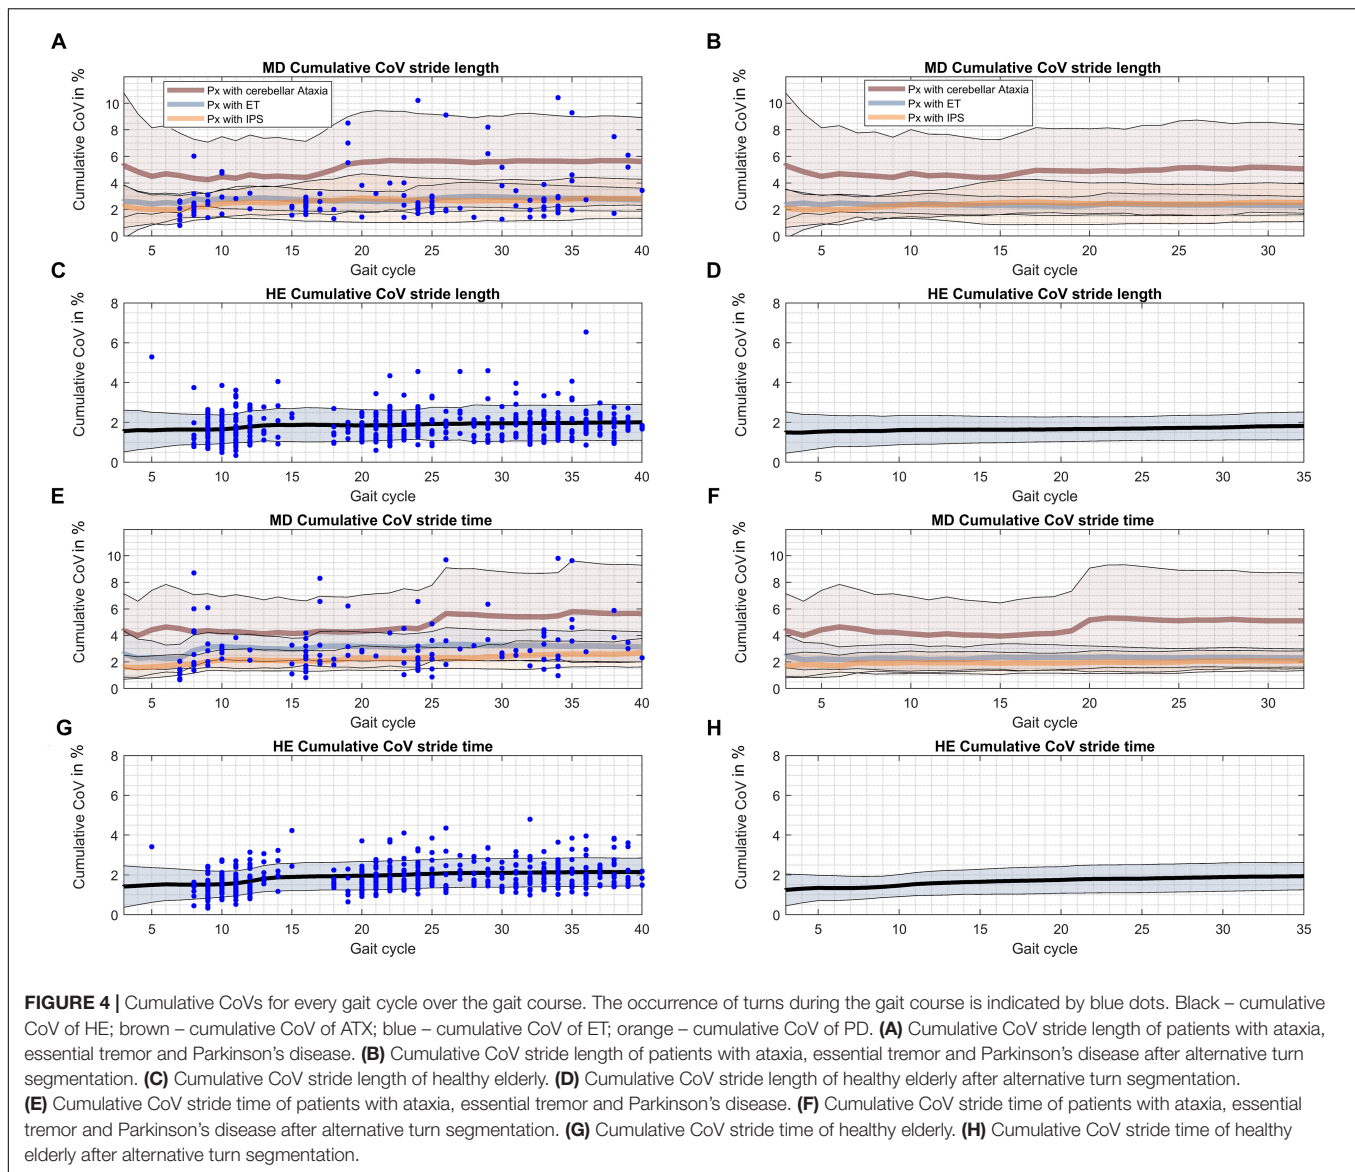 A
MD Cumulative CoV stride length
Cumulative CoV in %
Px with cerebellar Ataxia
Px with ET
Px with IPS
10
8
6
4
2
0
5 10 15 20 25 30 35 40
Gait cycle
B
MD Cumulative CoV stride length
Cumulative CoV in %
Px with cerebellar Ataxia
Px with ET
Px with IPS
10
8
6
4
2
0
5 10 15 20 25 30
Gait cycle
C
HE Cumulative CoV stride length
Cumulative CoV in %
8
6
4
2
0
5 10 15 20 25 30 35 40
Gait cycle
D
HE Cumulative CoV stride length
Cumulative CoV in %
8
6
4
2
0
5 10 15 20 25 30 35
Gait cycle
E
MD Cumulative CoV stride time
Cumulative CoV in %
10
8
6
4
2
0
5 10 15 20 25 30 35 40
Gait cycle
F
MD Cumulative CoV stride time
Cumulative CoV in %
10
8
6
4
2
0
5 10 15 20 25 30
Gait cycle
G
HE Cumulative CoV stride time
Cumulative CoV in %
8
6
4
2
0
5 10 15 20 25 30 35 40
Gait cycle
H
HE Cumulative CoV stride time
Cumulative CoV in %
8
6
4
2
0
5 10 15 20 25 30 35
Gait cycle
FIGURE 4 | Cumulative CoVs for every gait cycle over the gait course. The occurrence of turns during the gait course is indicated by blue dots. Black – cumulative
CoV of HE; brown – cumulative CoV of ATX; blue – cumulative CoV of ET; orange – cumulative CoV of PD. (A) Cumulative CoV stride length of patients with ataxia,
essential tremor and Parkinson's disease. (B) Cumulative CoV stride length of patients with ataxia, essential tremor and Parkinson's disease after alternative turn
segmentation. (C) Cumulative CoV stride length of healthy elderly. (D) Cumulative CoV stride length of healthy elderly after alternative turn segmentation.
(E) Cumulative CoV stride time of patients with ataxia, essential tremor and Parkinson's disease. (F) Cumulative CoV stride time of patients with ataxia, essential
tremor and Parkinson's disease after alternative turn segmentation. (G) Cumulative CoV stride time of healthy elderly. (H) Cumulative CoV stride time of healthy
elderly after alternative turn segmentation.